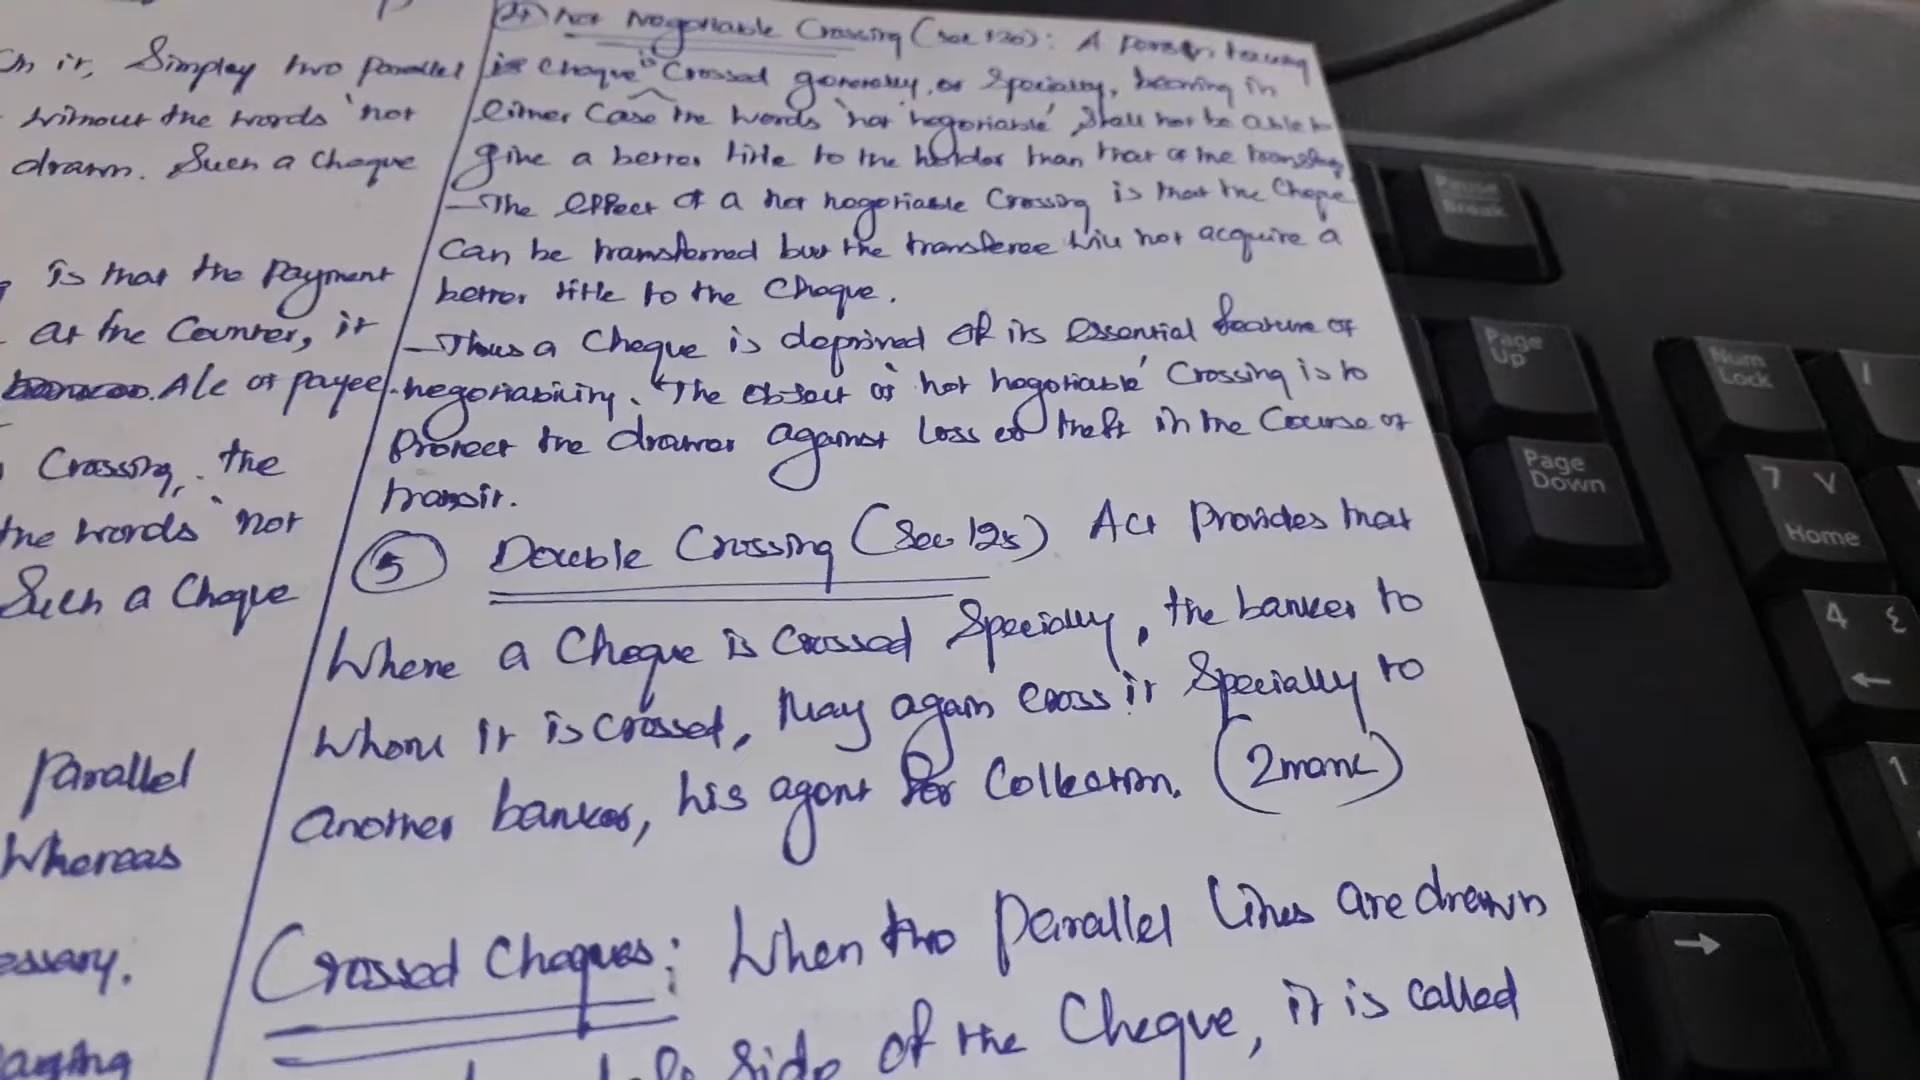 On it, Simpley two parallel
without the words 'not
drawn. Such a Cheque
is that the Payment
at the Counter, it
A/c of payee.
Crossing, the
the words 'not
Such a Cheque
parallel
Whereas
essary.
aging
④ Not Negotiable Crossing (Sec 130): A person taking
is Cheque Crossed generally, or Specially, bearing in
either Case the words 'not negotiable', Shall not be able to
give a better title to the holder than that of the
- The effect of a not negotiable Crossing is that the Cheque
Can be transferred but the transferee will not acquire a
better title to the Cheque.
- Thus a Cheque is deprived of its essential feature of
negotiability. The object of 'not negotiable' Crossing is to
Protect the drawer against loss or theft in the Course of
transit.
⑤ Double Crossing (Sec 125) Act Provides that
Where a Cheque is Crossed Specially, the banker to
whom it is crossed, May again cross it Specially to
another banker, his agent for Collection. (2mark)
Crossed Cheques: When two parallel lines are drawn
side of the Cheque, it is called
Pause
Break
Page
Up
Page
Down
Num
Lock
/
7
Home
4
←
1
→